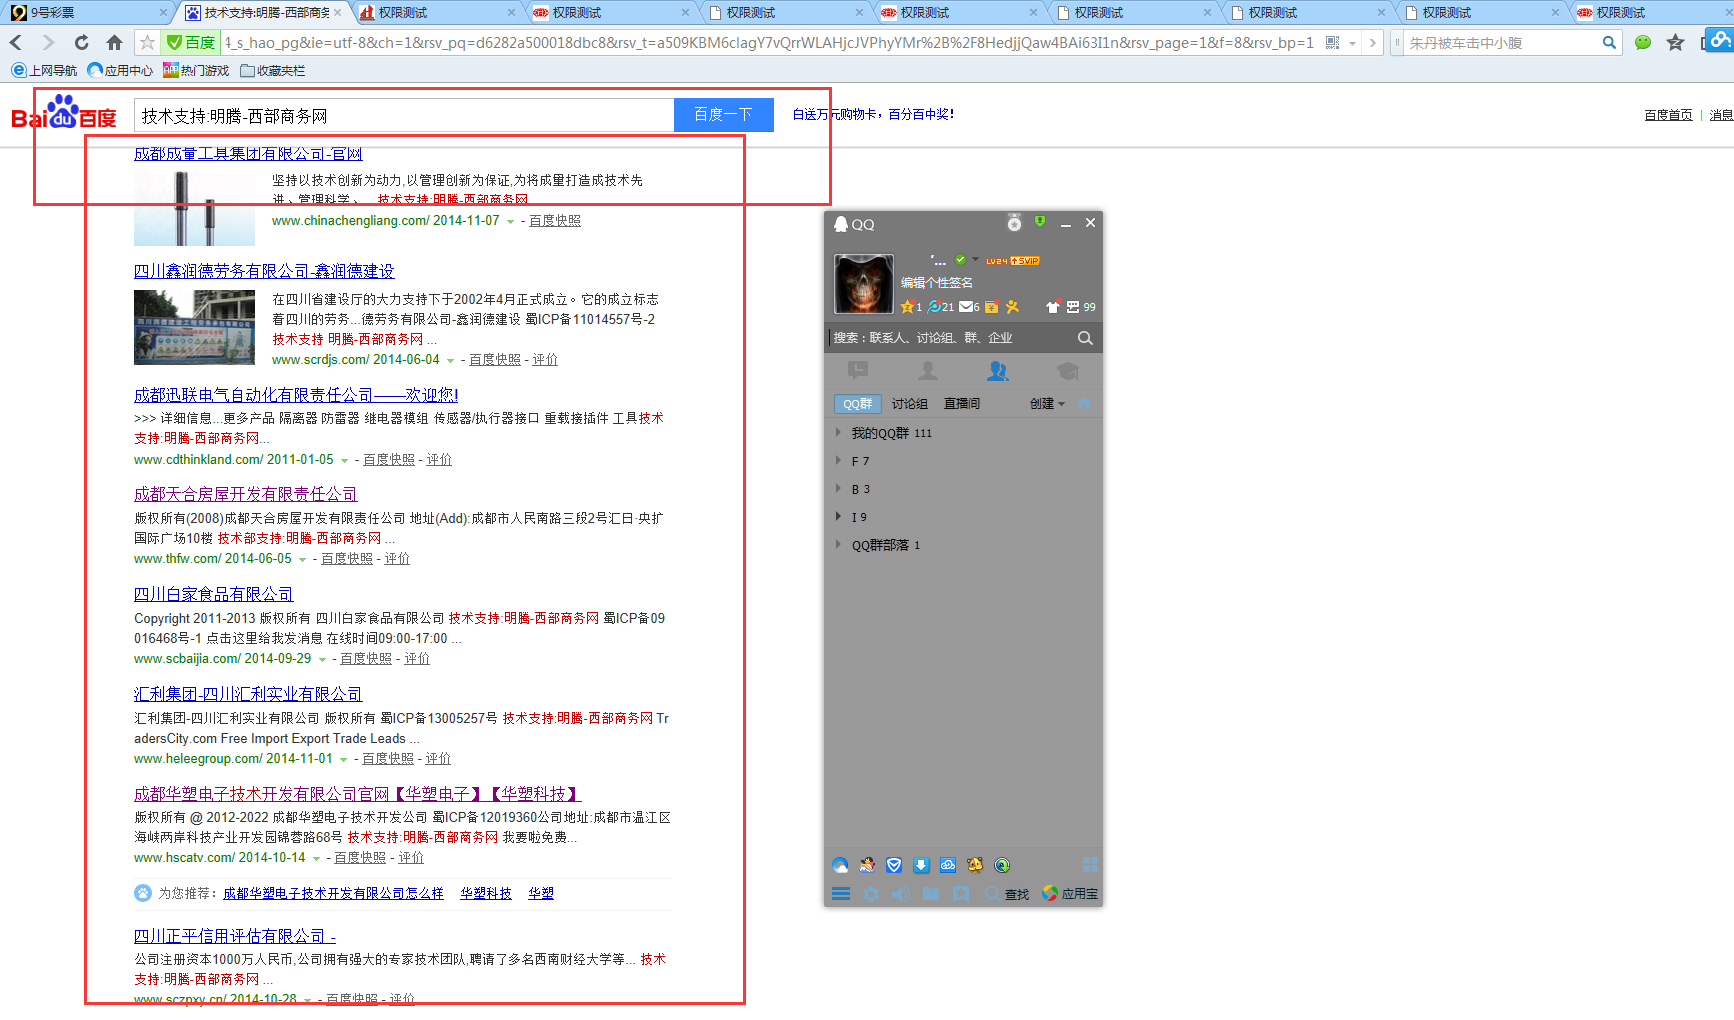 9号彩票
技术支持:明腾-西部商务
权限测试
权限测试
权限测试
权限测试
权限测试
权限测试
权限测试
权限测试
百度
_s_hao_pg&ie=utf-8&ch=1&rsv_pq=d6282a500018dbc8&rsv_t=a509KBM6clagY7vQrrWLAHjcJVPhyYMr%2B%2F8HedjjQaw4BAi63I1n&rsv_page=1&f=8&rsv_bp=1
朱丹被车击中小腹
上网导航
应用中心
热门游戏
收藏夹栏
Bai du 百度
技术支持:明腾-西部商务网
百度一下
白送万元购物卡，百分百中奖!
百度首页 | 消息
成都成量工具集团有限公司-官网
坚持以技术创新为动力,以管理创新为保证,为将成量打造成技术先
进、管理科学、 ...技术支持:明腾-西部商务网
www.chinachengliang.com/ 2014-11-07 - 百度快照
四川鑫润德劳务有限公司-鑫润德建设
在四川省建设厅的大力支持下于2002年4月正式成立。它的成立标志
着四川的劳务...德劳务有限公司-鑫润德建设 蜀ICP备11014557号-2
技术支持 明腾-西部商务网 ...
www.scrdjs.com/ 2014-06-04 - 百度快照 - 评价
成都迅联电气自动化有限责任公司——欢迎您!
>>> 详细信息...更多产品 隔离器 防雷器 继电器模组 传感器/执行器接口 重载接插件 工具技术
支持:明腾-西部商务网...
www.cdthinkland.com/ 2011-01-05 - 百度快照 - 评价
成都天合房屋开发有限责任公司
版权所有(2008)成都天合房屋开发有限责任公司 地址(Add):成都市人民南路三段2号汇日·央扩
国际广场10楼 技术部支持:明腾-西部商务网 ...
www.thfw.com/ 2014-06-05 - 百度快照 - 评价
四川白家食品有限公司
Copyright 2011-2013 版权所有 四川白家食品有限公司 技术支持:明腾-西部商务网 蜀ICP备09
016468号-1 点击这里给我发消息 在线时间09:00-17:00 ...
www.scbaijia.com/ 2014-09-29 - 百度快照 - 评价
汇利集团-四川汇利实业有限公司
汇利集团-四川汇利实业有限公司 版权所有 蜀ICP备13005257号 技术支持:明腾-西部商务网 Tr
adersCity.com Free Import Export Trade Leads ...
www.heleegroup.com/ 2014-11-01 - 百度快照 - 评价
成都华塑电子技术开发有限公司官网【华塑电子】【华塑科技】
版权所有 @ 2012-2022 成都华塑电子技术开发公司 蜀ICP备12019360公司地址:成都市温江区
海峡两岸科技产业开发园锦蓉路68号 技术支持:明腾-西部商务网 我要啦免费...
www.hscatv.com/ 2014-10-14 - 百度快照 - 评价
为您推荐: 成都华塑电子技术开发有限公司怎么样 华塑科技 华塑
四川正平信用评估有限公司 -
公司注册资本1000万人民币,公司拥有强大的专家技术团队,聘请了多名西南财经大学等... 技术
支持:明腾-西部商务网 ...
www.sczpxy.cn/ 2014-10-28 - 百度快照 - 评价
QQ
'... LV24 SVIP
编辑个性签名
1 21 6 99
搜索：联系人、讨论组、群、企业
QQ群 讨论组 直播间 创建
我的QQ群 111
F 7
B 3
I 9
QQ群部落 1
查找 应用宝